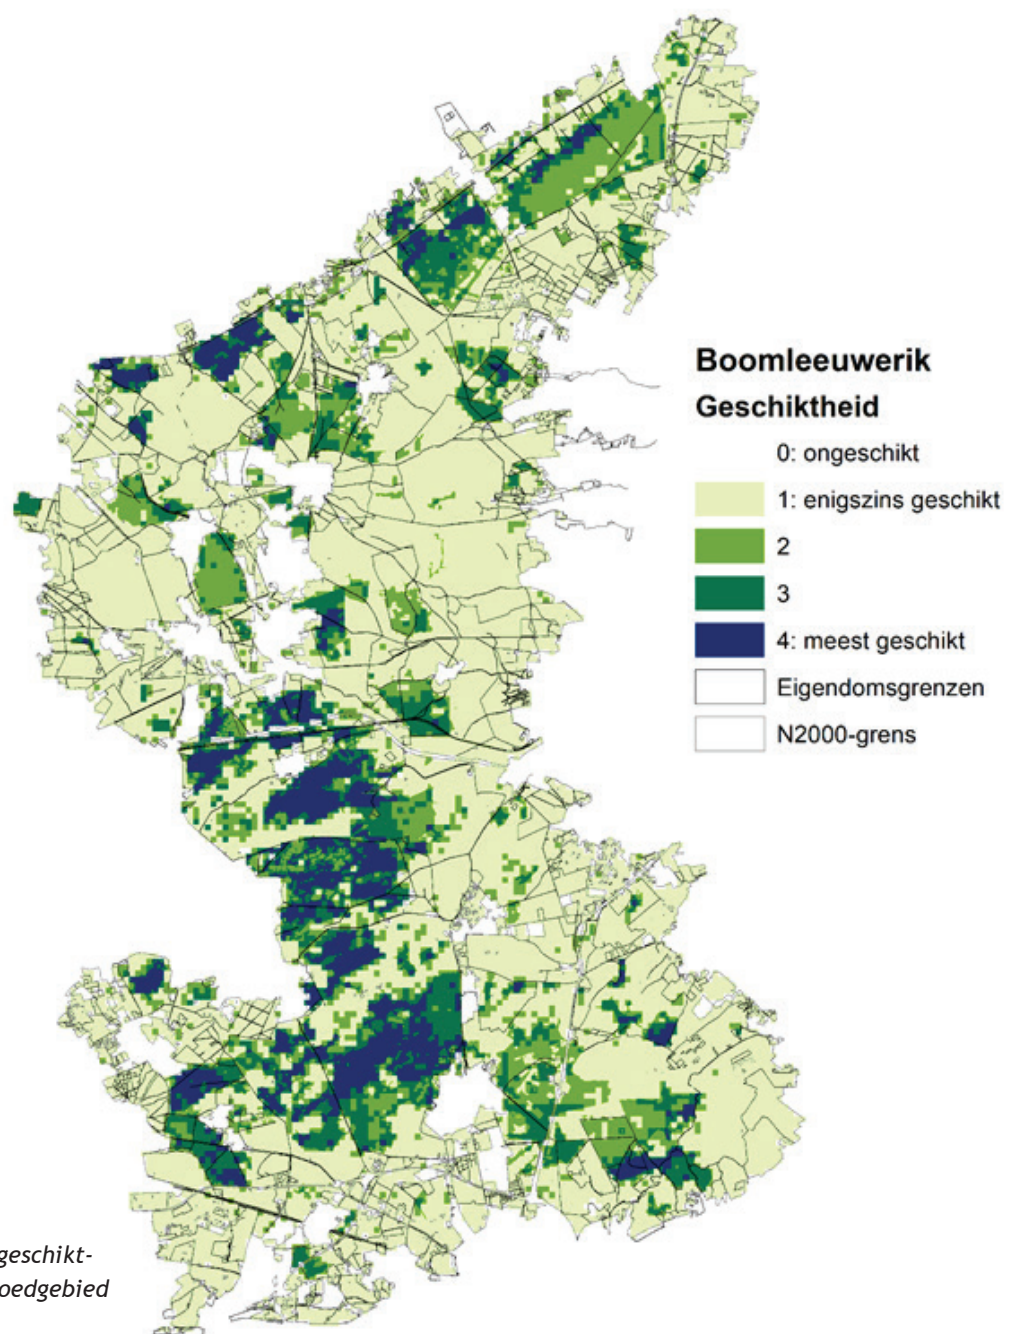 Boomleeuwerik
Geschiktheid
0: ongeschikt
1: enigszins geschikt
2
3
4: meest geschikt
Eigendomsgrenzen
N2000-grens
geschikt-
oedgebied